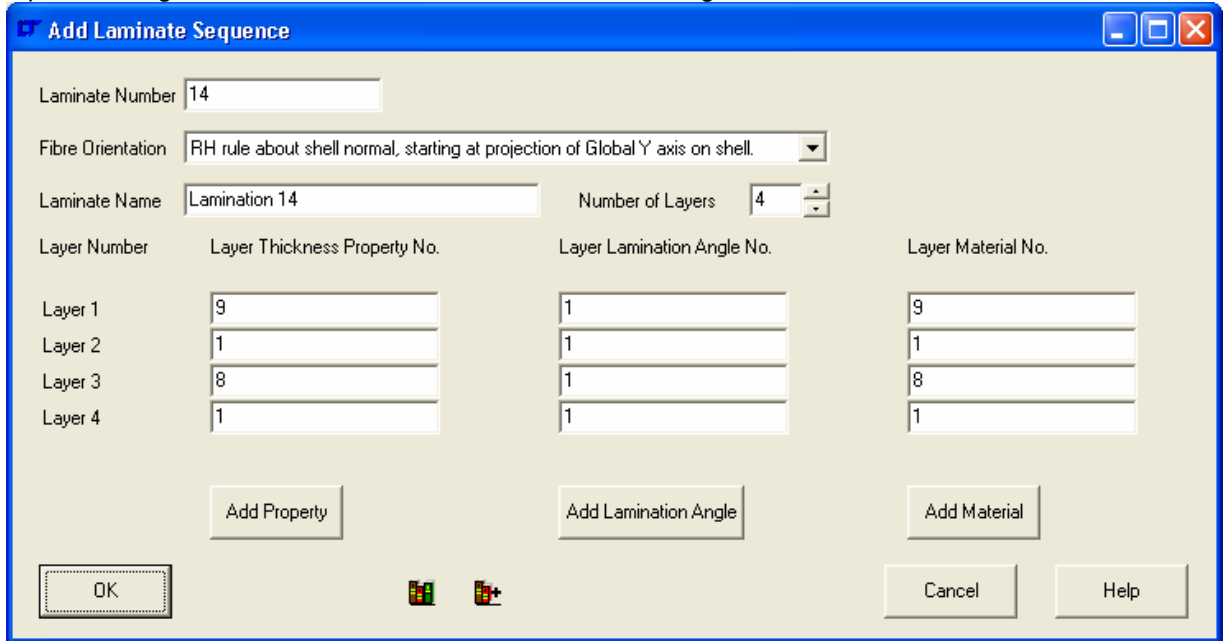 Add Laminate Sequence
Laminate Number 14
Fibre Orientation RH rule about shell normal, starting at projection of Global Y axis on shell.
Laminate Name Lamination 14 Number of Layers 4
Layer Number Layer Thickness Property No. Layer Lamination Angle No. Layer Material No.
Layer 1 9 1 9
Layer 2 1 1 1
Layer 3 8 1 8
Layer 4 1 1 1
Add Property Add Lamination Angle Add Material
OK Cancel Help